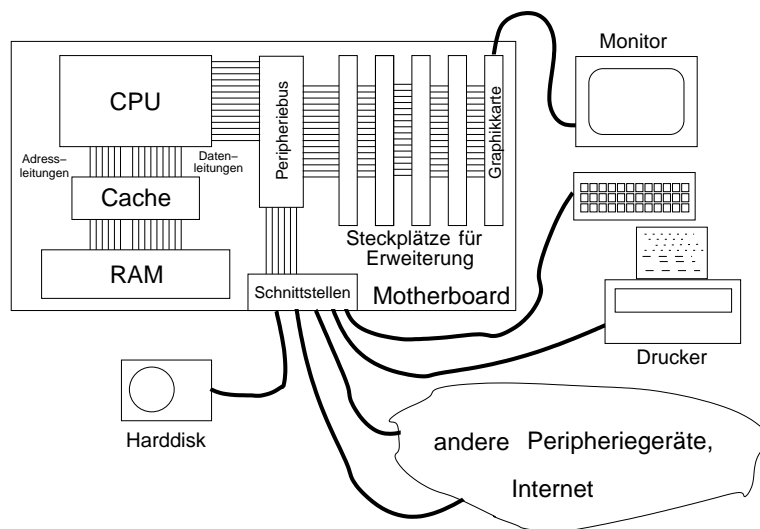 Monitor
CPU
Peripheriebus
Graphikkarte
Adress–
leitungen
Daten–
leitungen
Cache
RAM
Steckplätze für
Erweiterung
Schnittstellen
Motherboard
Drucker
Harddisk
andere Peripheriegeräte,
Internet